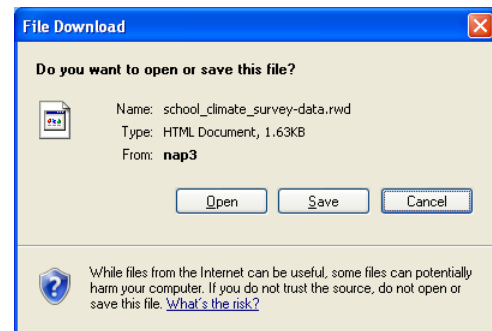 File Download
Do you want to open or save this file?
Name: school_climate_survey-data.rwd
Type: HTML Document, 1.63KB
From: nap3
Open Save Cancel
While files from the Internet can be useful, some files can potentially
harm your computer. If you do not trust the source, do not open or
save this file. What's the risk?